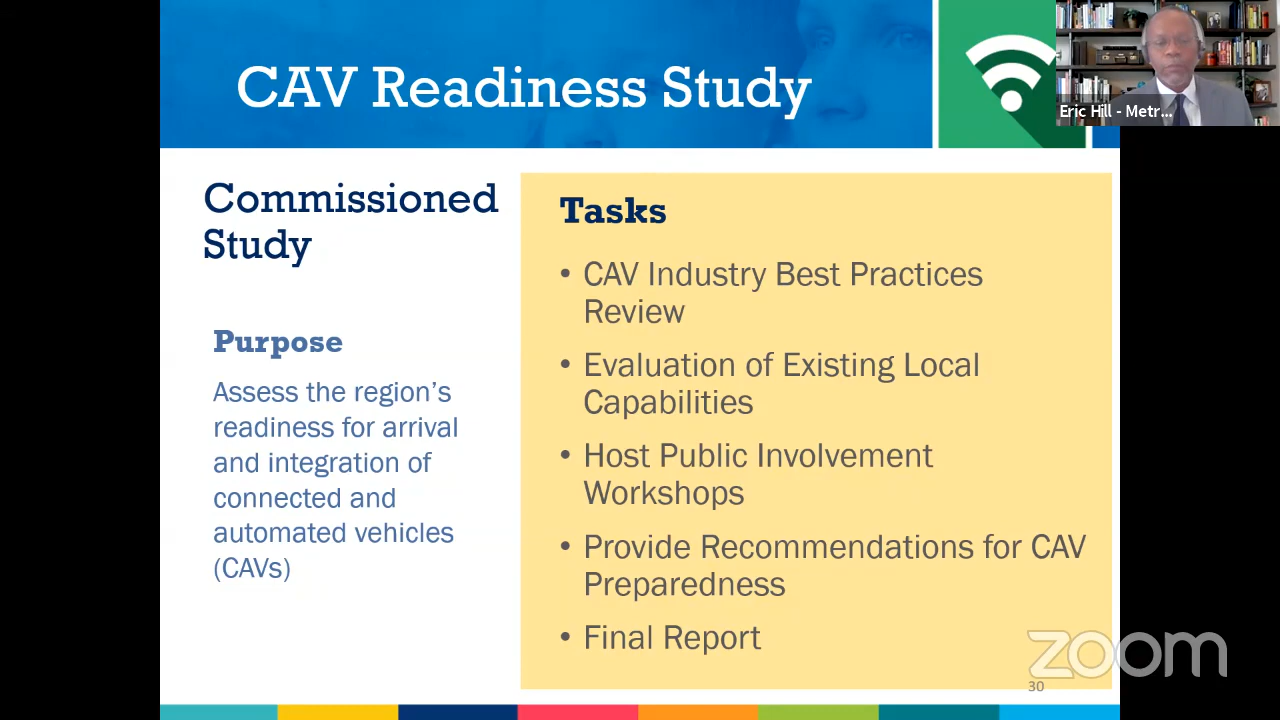 CAV Readiness Study
Eric Hill - Metr...
Commissioned
Study
Purpose
Assess the region's
readiness for arrival
and integration of
connected and
automated vehicles
(CAVs)
Tasks
• CAV Industry Best Practices
Review
• Evaluation of Existing Local
Capabilities
• Host Public Involvement
Workshops
• Provide Recommendations for CAV
Preparedness
• Final Report
zoom
30